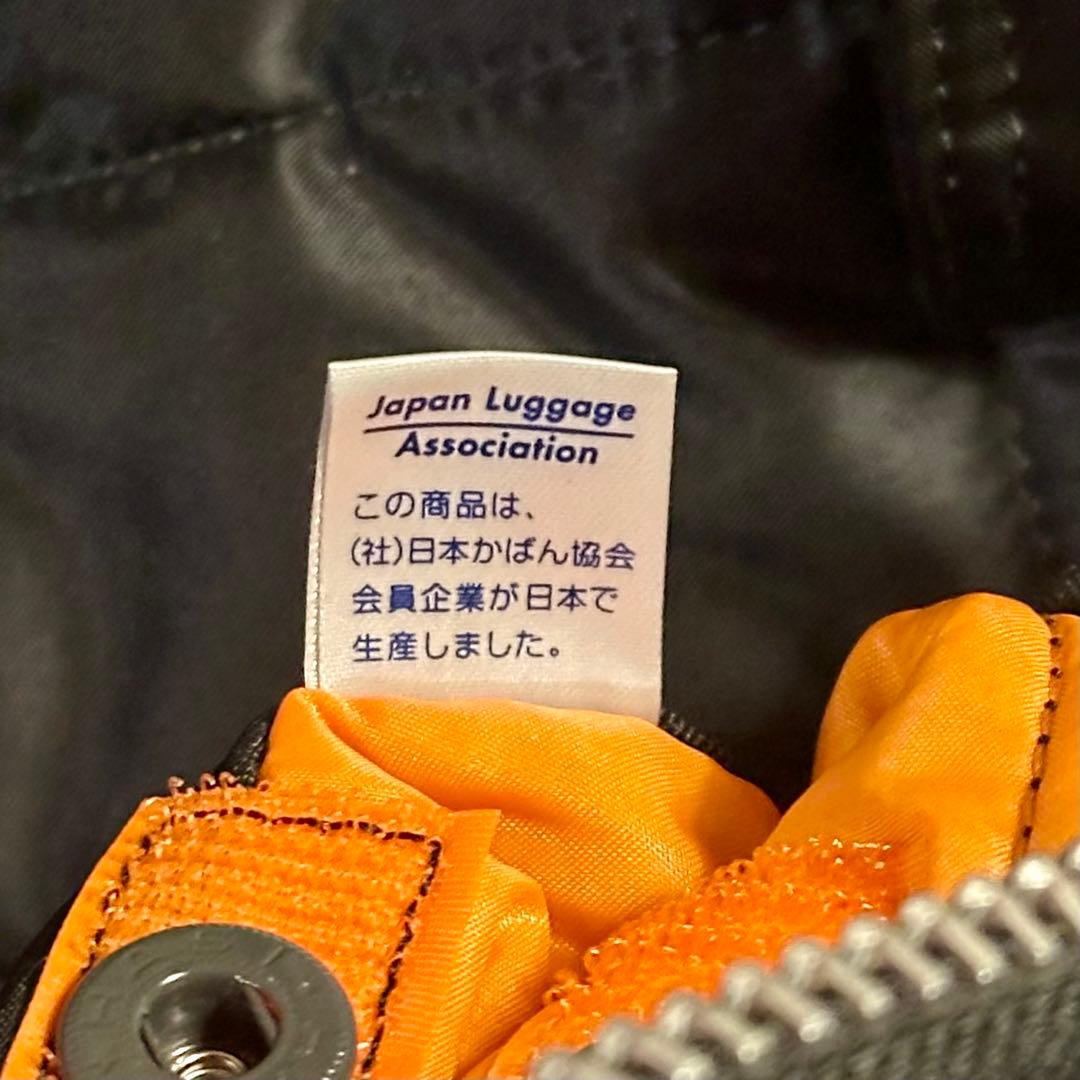 Japan Luggage
Association
この商品は、
(社)日本かばん協会
会員企業が日本で
生産しました。